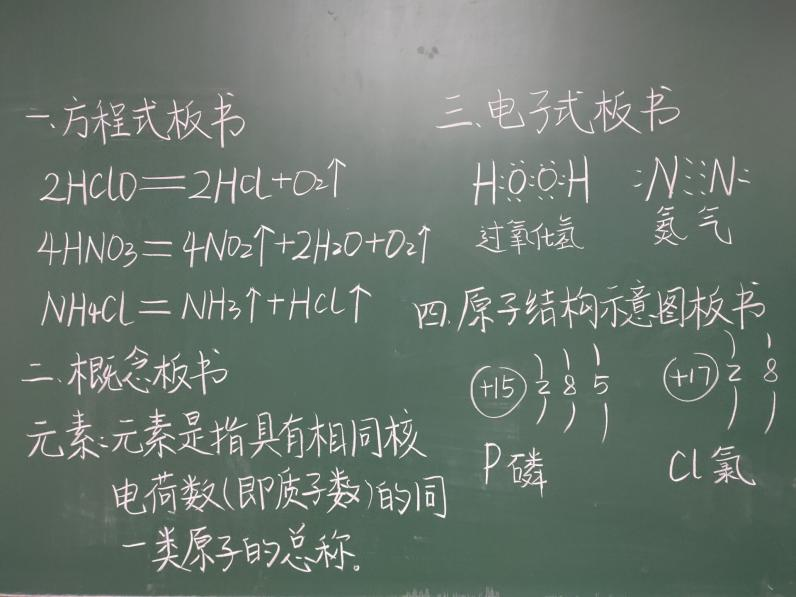 一.方程式板书
2HClO=2HCl+O2↑
4HNO3=4NO2↑+2H2O+O2↑
NH4Cl=NH3↑+HCl↑
二.概念板书
元素:元素是指具有相同核
电荷数(即质子数)的同
一类原子的总称。
三.电子式板书
H:Ö:Ö:H :N⋮⋮N:
过氧化氢 氮气
四.原子结构示意图板书
+15 2 8 5 +17 2 8
P磷 Cl氯